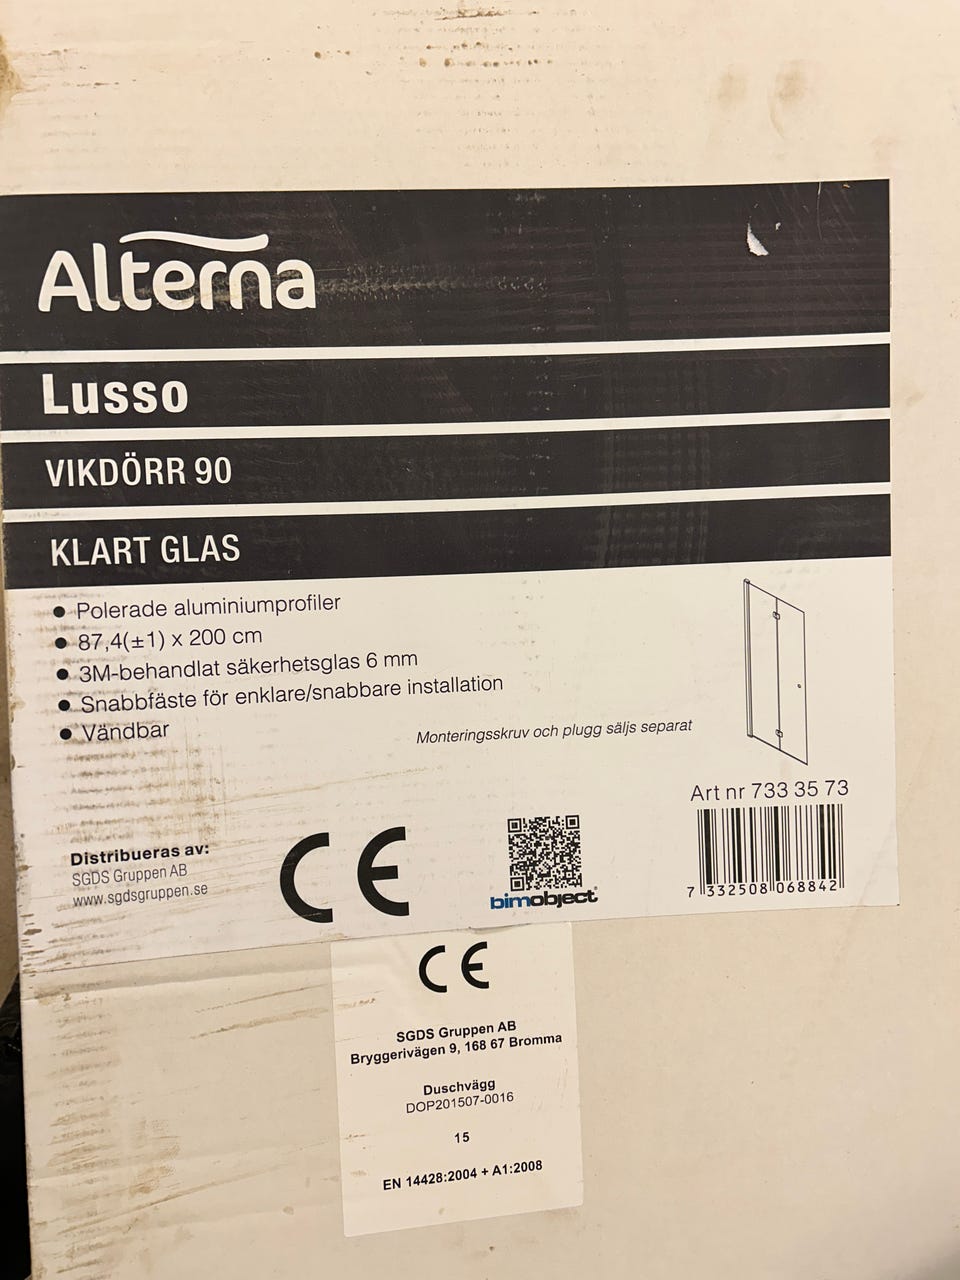 Alterna
Lusso
VIKDÖRR 90
KLART GLAS
● Polerade aluminiumprofiler
● 87,4(±1) x 200 cm
● 3M-behandlat säkerhetsglas 6 mm
● Snabbfäste för enklare/snabbare installation
● Vändbar
Monteringsskruv och plugg säljs separat
Art nr 733 35 73
Distribueras av:
SGDS Gruppen AB
www.sgdsgruppen.se
CE
bimobject®
7 332508 068842
CE
SGDS Gruppen AB
Bryggerivägen 9, 168 67 Bromma
Duschvägg
DOP201507-0016
15
EN 14428:2004 + A1:2008